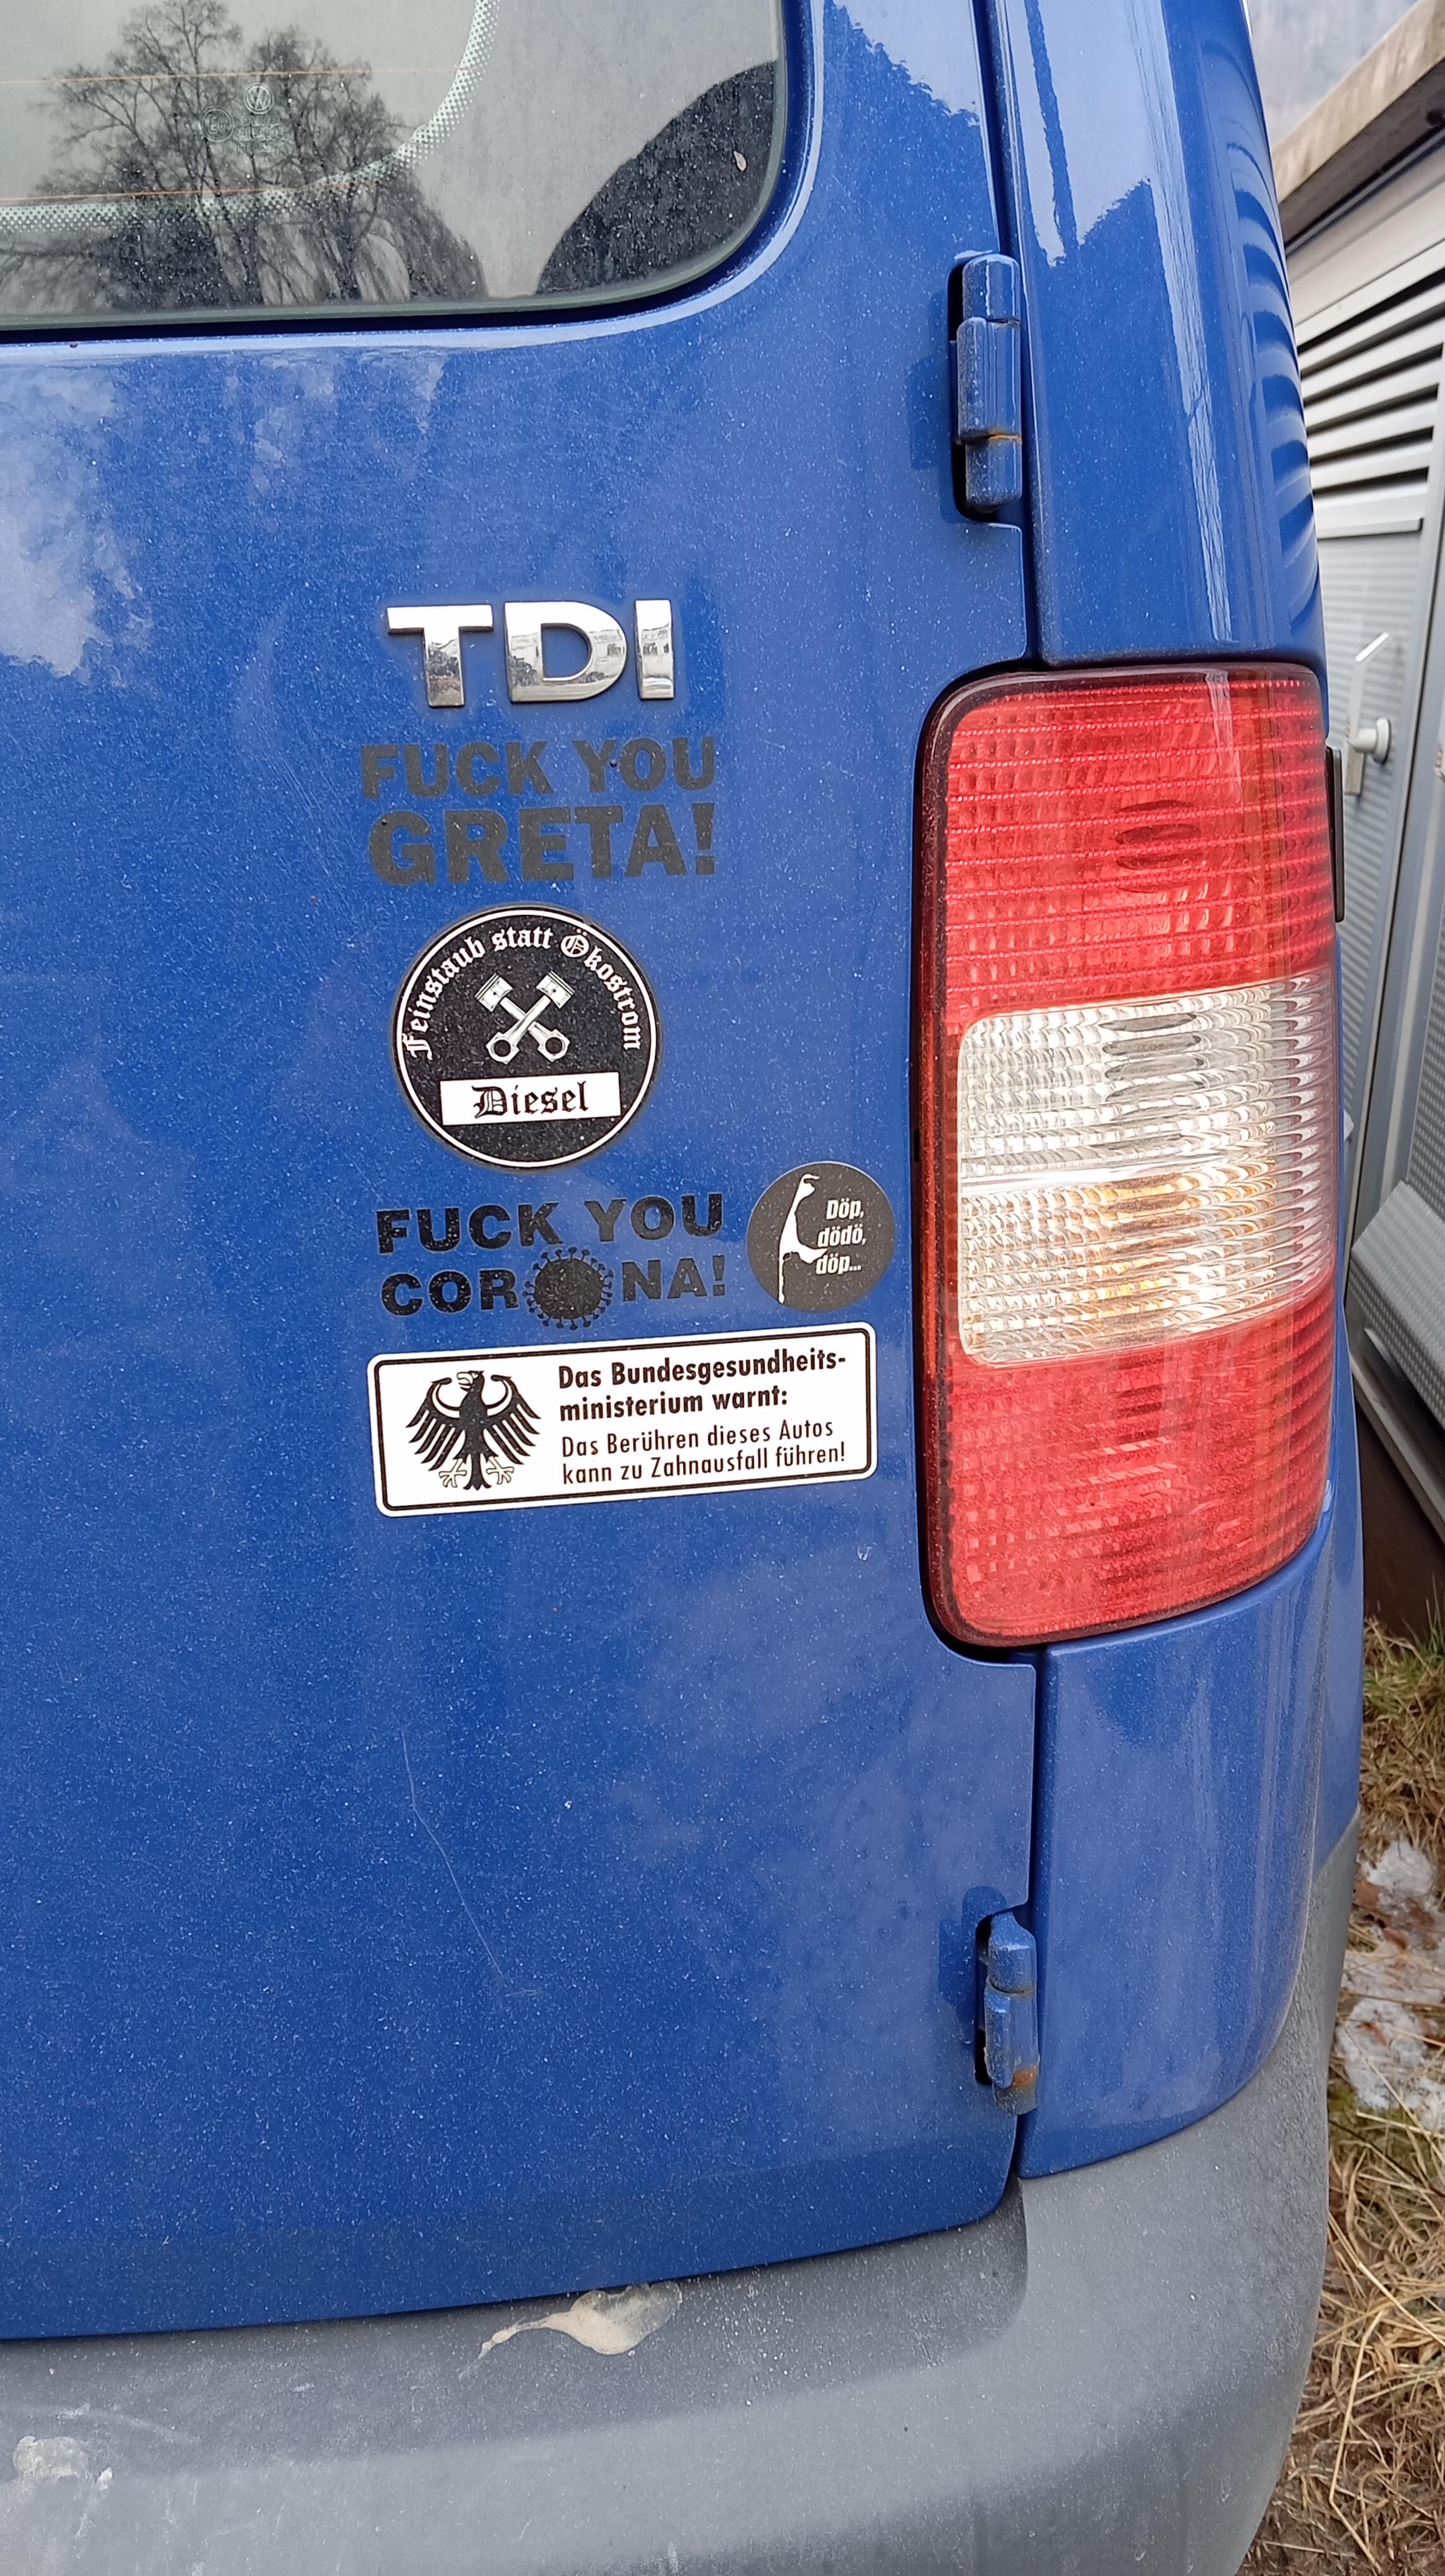 TDI
FUCK YOU
GRETA!
Feinstaub statt Ökostrom
Diesel
FUCK YOU
CORNA!
Döp,
dödö,
döp...
Das Bundesgesundheits-
ministerium warnt:
Das Berühren dieses Autos
kann zu Zahnausfall führen!